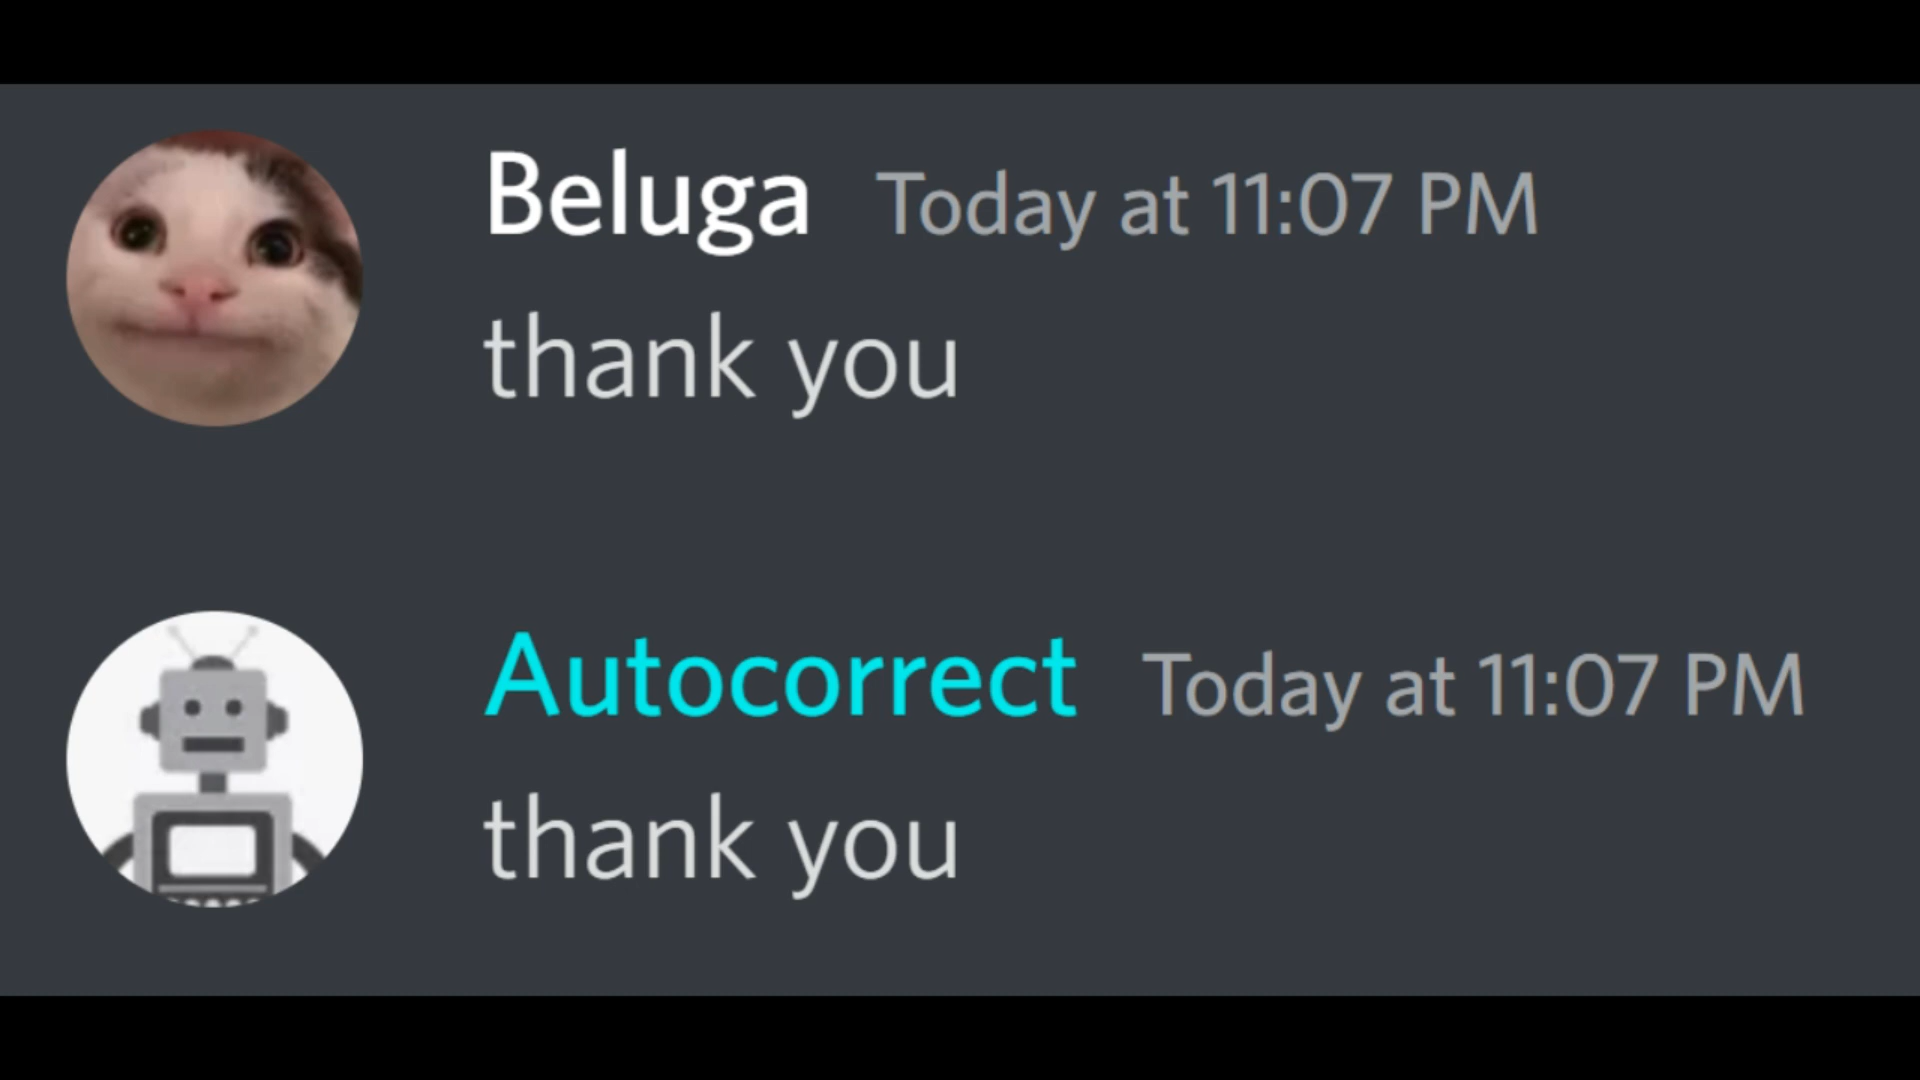 Beluga Today at 11:07 PM
thank you
Autocorrect Today at 11:07 PM
thank you